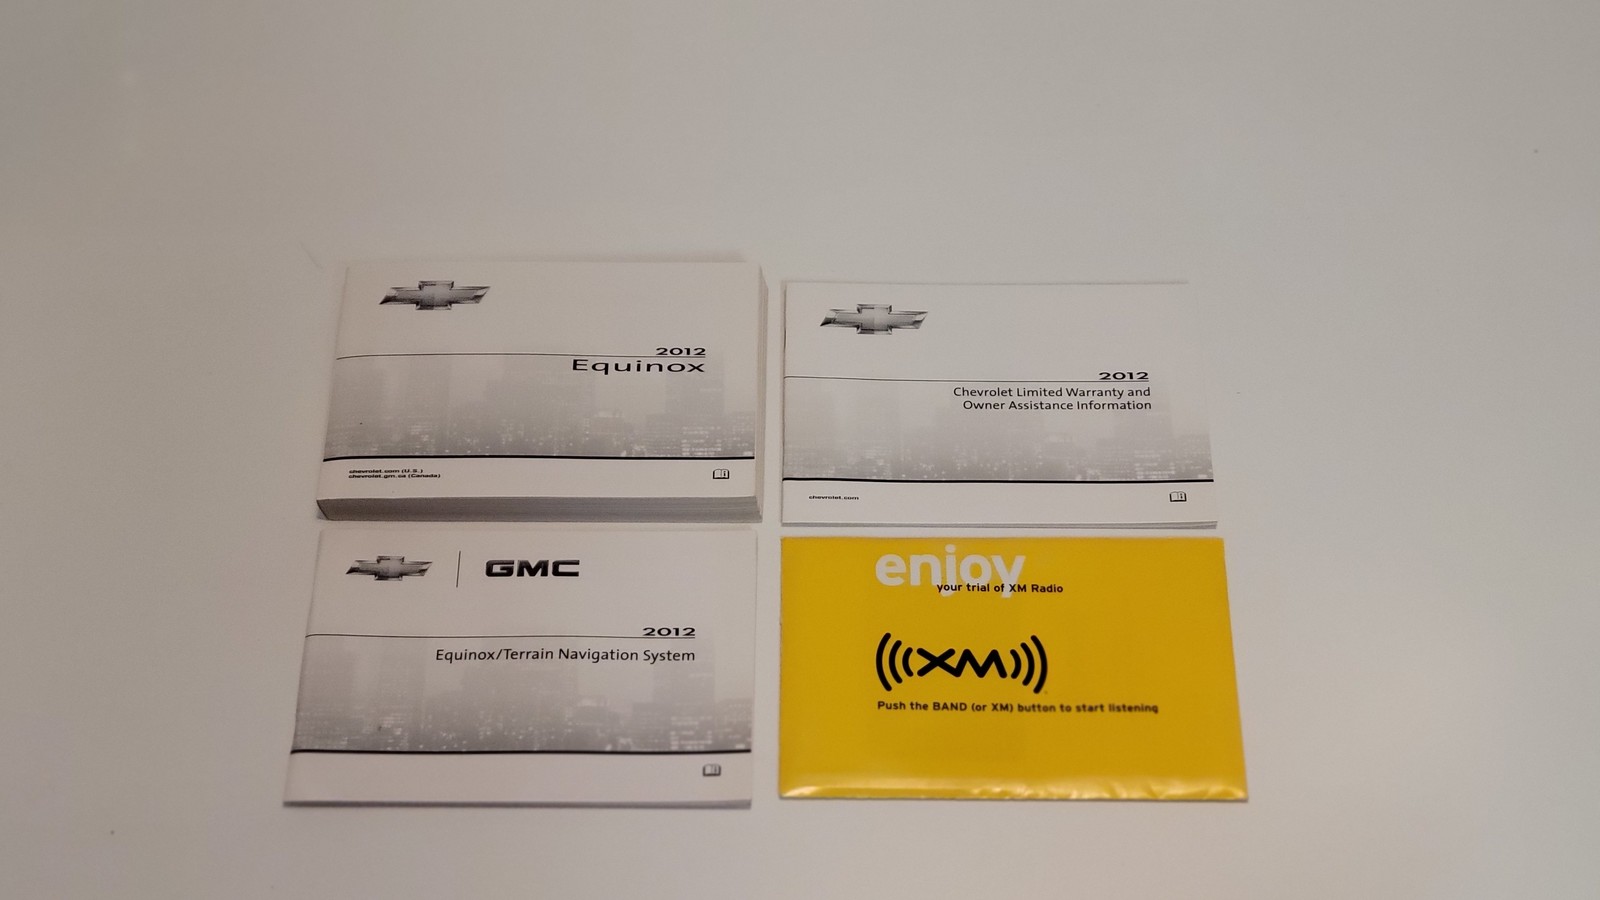 2012
Equinox
chevrolet.com (U.S.)
chevrolet.gm.ca (Canada)
2012
Chevrolet Limited Warranty and
Owner Assistance Information
chevrolet.com
GMC
2012
Equinox/Terrain Navigation System
enjoy
your trial of XM Radio
XM
Push the BAND (or XM) button to start listening